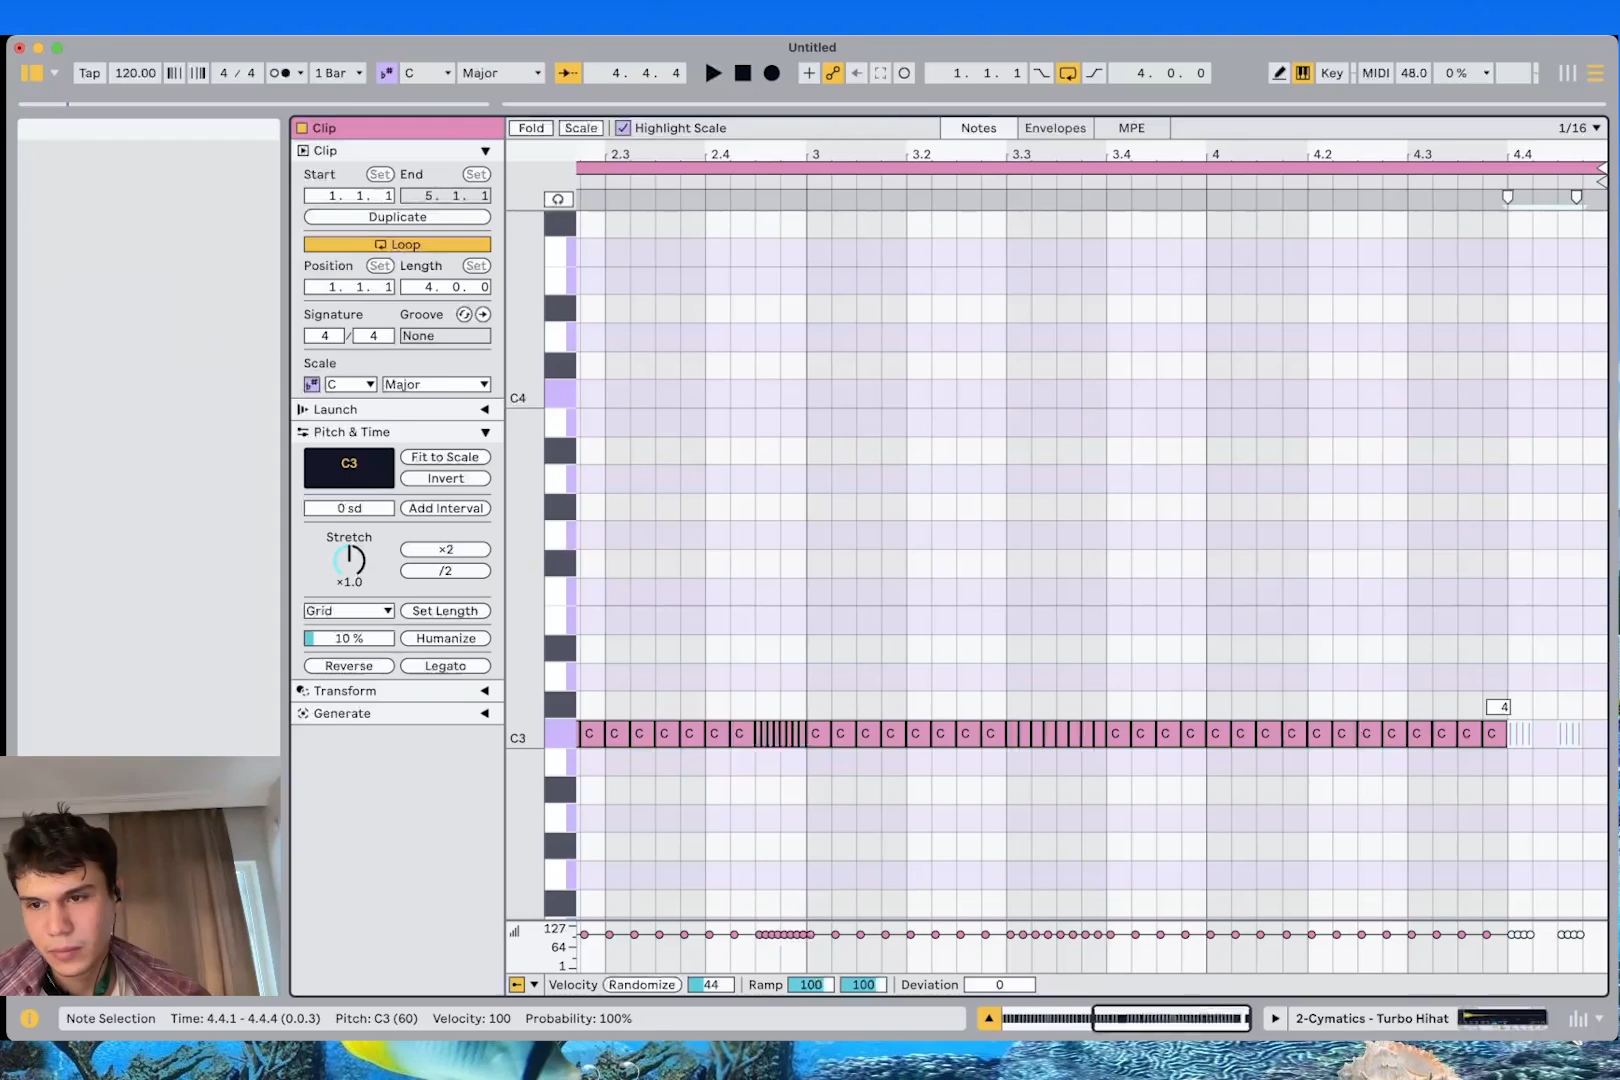 Untitled
Tap 120.00 4 / 4 1 Bar C Major 4. 4. 4 1. 1. 1 4. 0. 0 Key MIDI 48.0 0 %
Clip Fold Scale Highlight Scale Notes Envelopes MPE 1/16
Clip
2.3 2.4 3 3.2 3.3 3.4 4 4.2 4.3 4.4
Start Set End Set
1. 1. 1 5. 1. 1
Duplicate
Loop
Position Set Length Set
1. 1. 1 4. 0. 0
Signature Groove
4 / 4 None
Scale
C Major
C4
Launch
Pitch & Time
C3 Fit to Scale
Invert
0 sd Add Interval
Stretch
×2
/2
×1.0
Grid Set Length
10 % Humanize
Reverse Legato
Transform
Generate
4
C3 C C C C C C C C C C C C C C C C C C C C C C C C C C C C C C C
127
64
1
Velocity Randomize 44 Ramp 100 100 Deviation 0
Note Selection Time: 4.4.1 - 4.4.4 (0.0.3) Pitch: C3 (60) Velocity: 100 Probability: 100% 2-Cymatics - Turbo Hihat